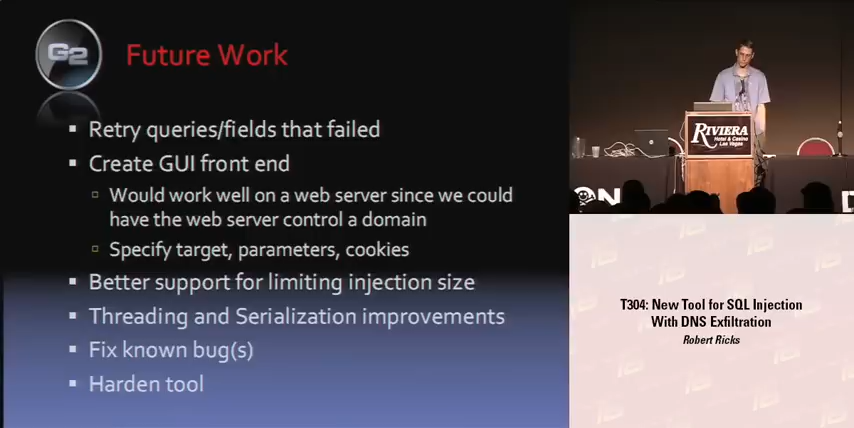 G2
Future Work
▪ Retry queries/fields that failed
▪ Create GUI front end
▫ Would work well on a web server since we could
have the web server control a domain
▫ Specify target, parameters, cookies
▪ Better support for limiting injection size
▪ Threading and Serialization improvements
▪ Fix known bug(s)
▪ Harden tool
RIVIERA
Hotel & Casino
Las Vegas
ON
D
T304: New Tool for SQL Injection
With DNS Exfiltration
Robert Ricks